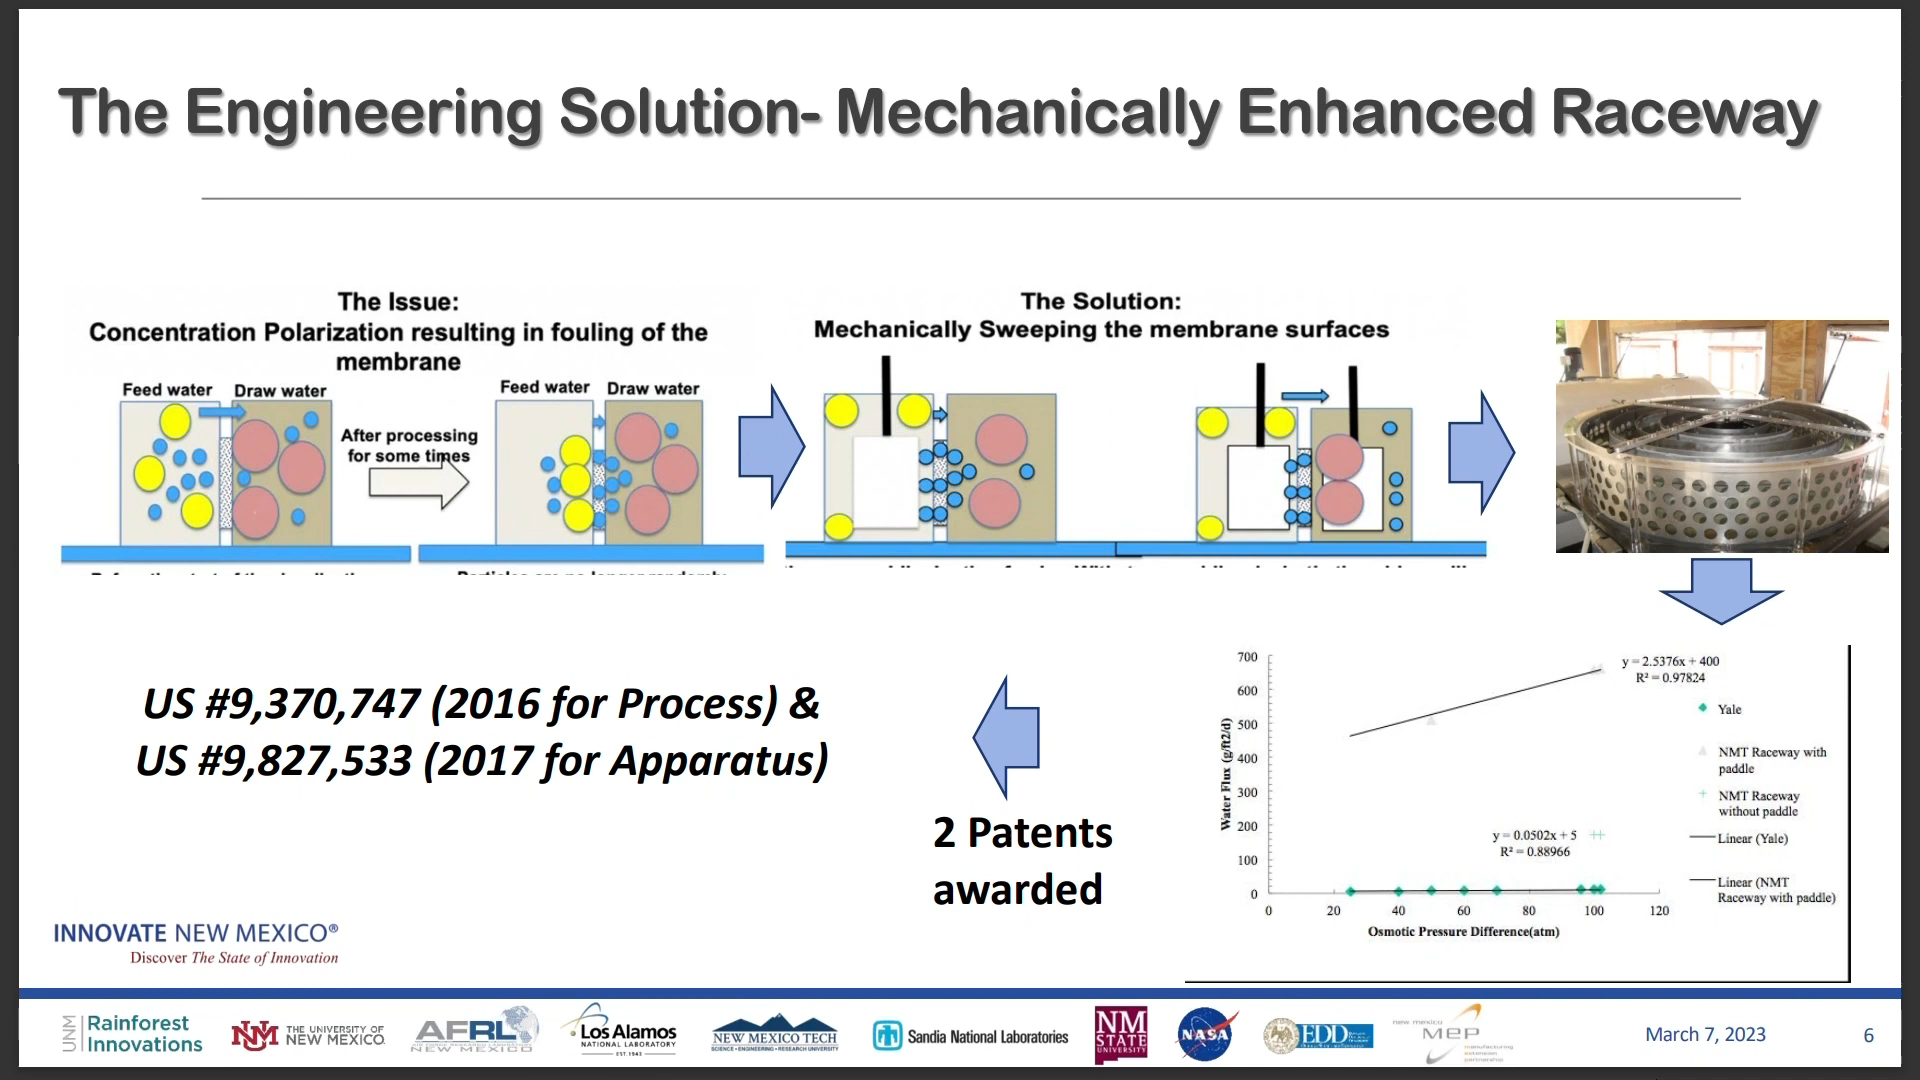 The Engineering Solution- Mechanically Enhanced Raceway
The Issue:
Concentration Polarization resulting in fouling of the
membrane
Feed water
Draw water
After processing
for some times
Feed water
Draw water
The Solution:
Mechanically Sweeping the membrane surfaces
US #9,370,747 (2016 for Process) &
US #9,827,533 (2017 for Apparatus)
2 Patents
awarded
700
600
500
400
300
200
100
0
Water Flux (g/ft2/d)
0 20 40 60 80 100 120
Osmotic Pressure Difference(atm)
y = 2.5376x + 400
R² = 0.97824
y = 0.0502x + 5
R² = 0.88966
Yale
NMT Raceway with
paddle
NMT Raceway
without paddle
Linear (Yale)
Linear (NMT
Raceway with paddle)
INNOVATE NEW MEXICO®
Discover The State of Innovation
UNM
Rainforest
Innovations
NM
THE UNIVERSITY OF
NEW MEXICO.
AFRL
NEW MEXICO
Los Alamos
NATIONAL LABORATORY
EST. 1943
NEW MEXICO TECH
SCIENCE • ENGINEERING • RESEARCH UNIVERSITY
Sandia National Laboratories
NM
STATE
UNIVERSITY
NASA
EDD
new mexico
MEP
manufacturing
extension
partnership
March 7, 2023
6